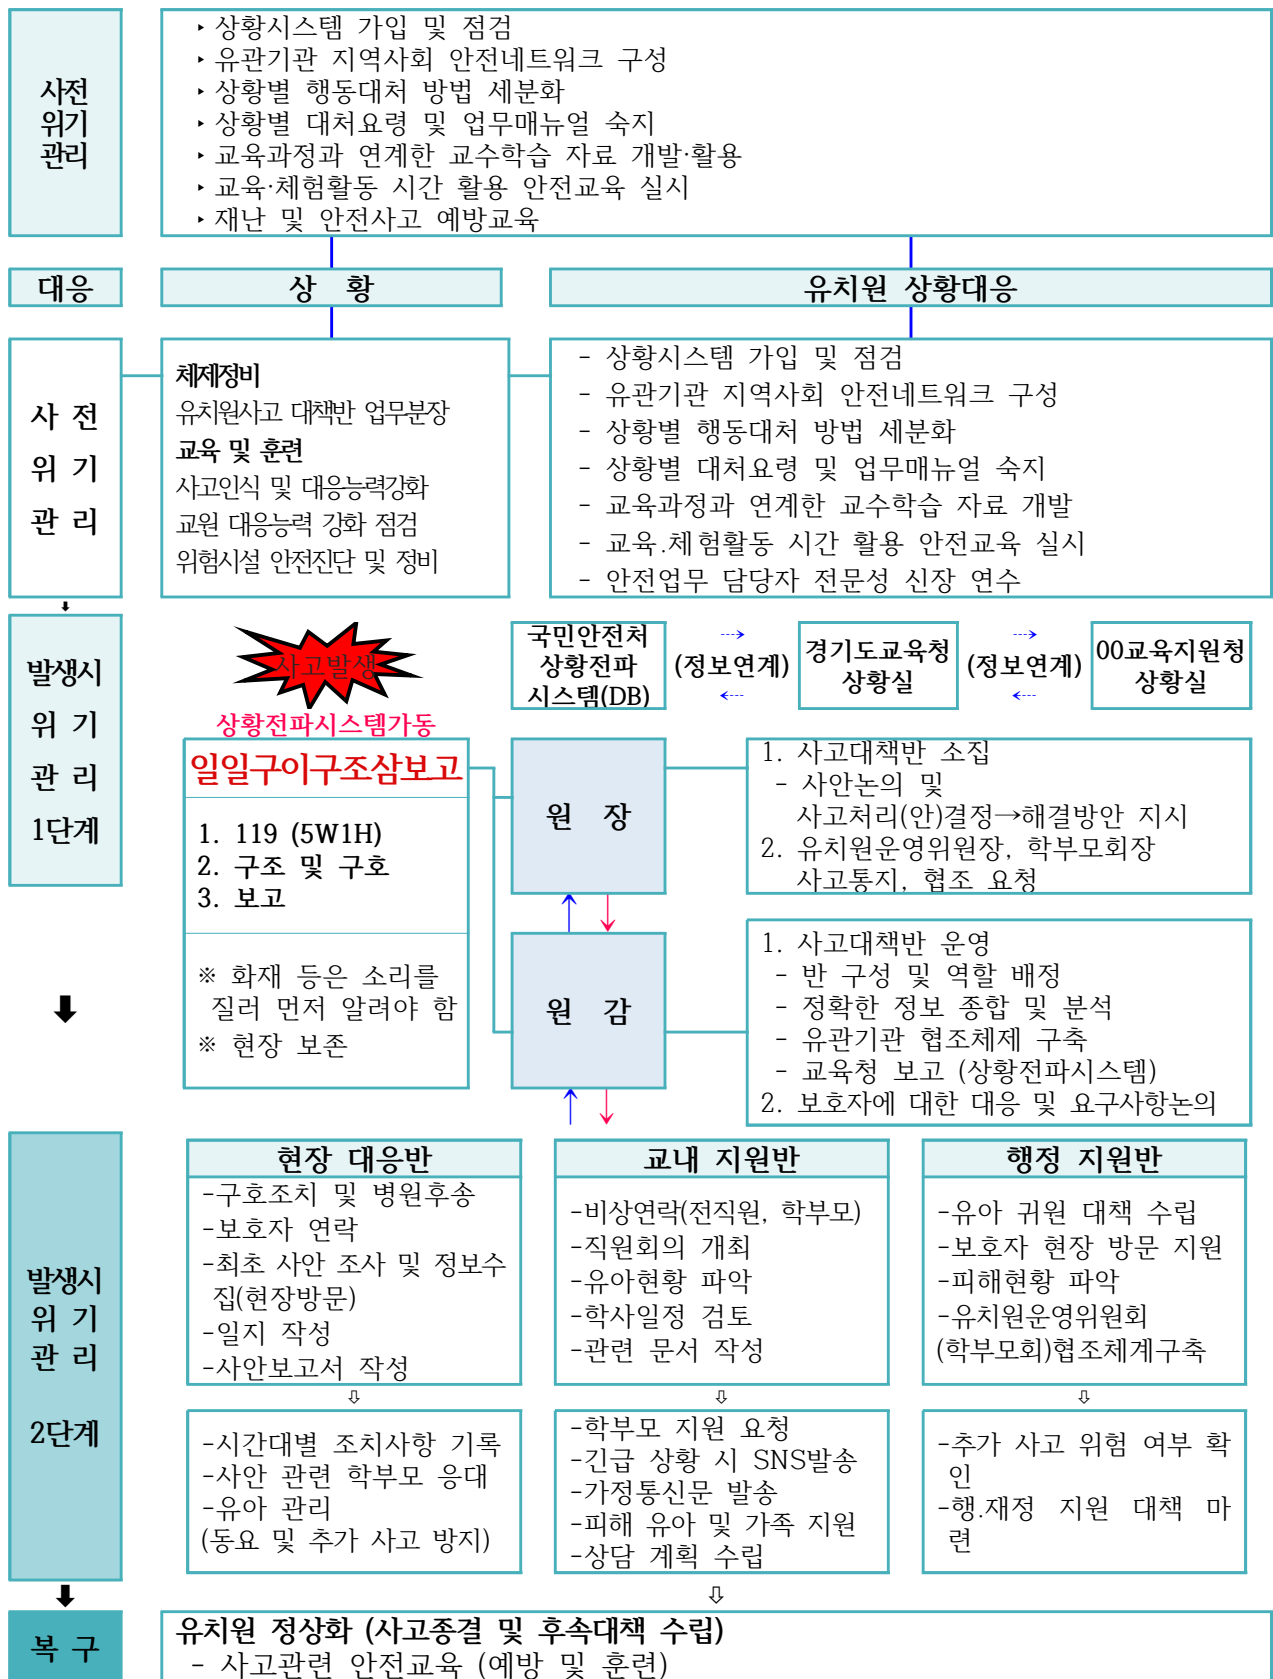 사전
위기
관리
‣상황시스템 가입 및 점검
‣유관기관 지역사회 안전네트워크 구성
‣상황별 행동대처 방법 세분화
‣상황별 대처요령 및 업무매뉴얼 숙지
‣교육과정과 연계한 교수학습 자료 개발·활용
‣교육·체험활동 시간 활용 안전교육 실시
‣재난 및 안전사고 예방교육
대응
상 황
유치원 상황대응
사 전
위 기
관 리
체제정비
유치원사고 대책반 업무분장
교육 및 훈련
사고인식 및 대응능력강화
교원 대응능력 강화 점검
위험시설 안전진단 및 정비
- 상황시스템 가입 및 점검
- 유관기관 지역사회 안전네트워크 구성
- 상황별 행동대처 방법 세분화
- 상황별 대처요령 및 업무매뉴얼 숙지
- 교육과정과 연계한 교수학습 자료 개발
- 교육.체험활동 시간 활용 안전교육 실시
- 안전업무 담당자 전문성 신장 연수
발생시
위 기
관 리
1단계
사고발생
상황전파시스템가동
국민안전처
상황전파
시스템(DB)
(정보연계)
경기도교육청
상황실
(정보연계)
00교육지원청
상황실
일일구이구조삼보고
1. 119 (5W1H)
2. 구조 및 구호
3. 보고
※ 화재 등은 소리를
질러 먼저 알려야 함
※ 현장 보존
원 장
1. 사고대책반 소집
- 사안논의 및
사고처리(안)결정→해결방안 지시
2. 유치원운영위원장, 학부모회장
사고통지, 협조 요청
원 감
1. 사고대책반 운영
- 반 구성 및 역할 배정
- 정확한 정보 종합 및 분석
- 유관기관 협조체제 구축
- 교육청 보고 (상황전파시스템)
2. 보호자에 대한 대응 및 요구사항논의
발생시
위 기
관 리
2단계
현장 대응반
-구호조치 및 병원후송
-보호자 연락
-최초 사안 조사 및 정보수
집(현장방문)
-일지 작성
-사안보고서 작성
교내 지원반
-비상연락(전직원, 학부모)
-직원회의 개최
-유아현황 파악
-학사일정 검토
-관련 문서 작성
행정 지원반
-유아 귀원 대책 수립
-보호자 현장 방문 지원
-피해현황 파악
-유치원운영위원회
(학부모회)협조체계구축
-시간대별 조치사항 기록
-사안 관련 학부모 응대
-유아 관리
(동요 및 추가 사고 방지)
-학부모 지원 요청
-긴급 상황 시 SNS발송
-가정통신문 발송
-피해 유아 및 가족 지원
-상담 계획 수립
-추가 사고 위험 여부 확
인
-행.재정 지원 대책 마
련
복 구
유치원 정상화 (사고종결 및 후속대책 수립)
- 사고관련 안전교육 (예방 및 훈련)